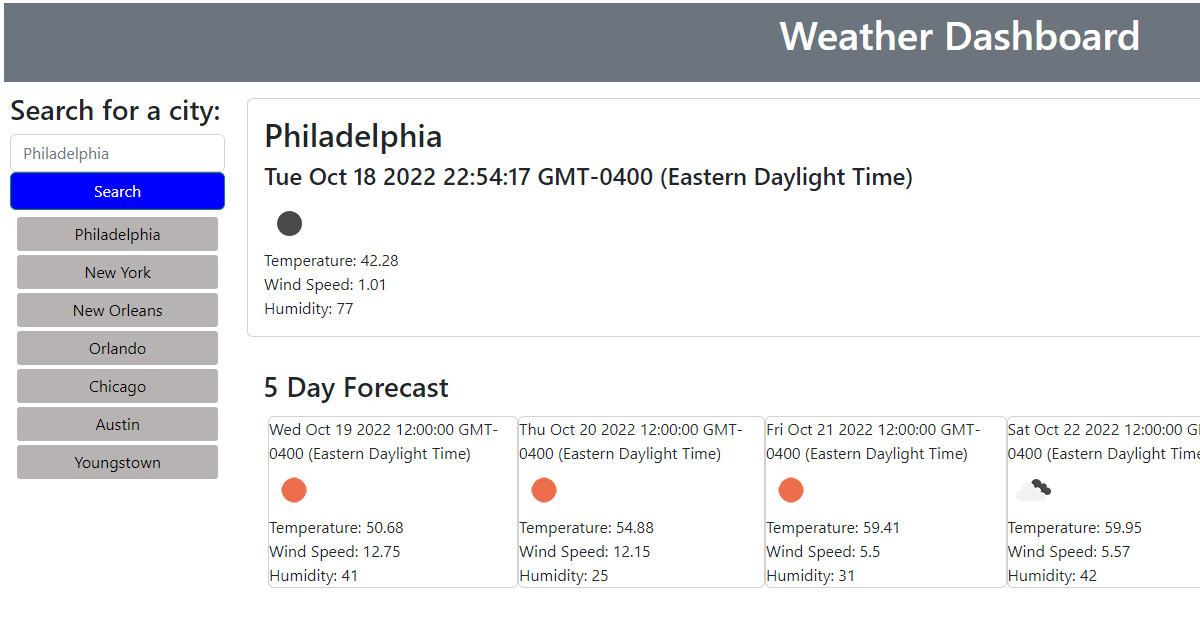 Weather Dashboard
Search for a city:
Philadelphia
Search
Philadelphia
New York
New Orleans
Orlando
Chicago
Austin
Youngstown
Philadelphia
Tue Oct 18 2022 22:54:17 GMT-0400 (Eastern Daylight Time)
Temperature: 42.28
Wind Speed: 1.01
Humidity: 77
5 Day Forecast
Wed Oct 19 2022 12:00:00 GMT-
0400 (Eastern Daylight Time)
Temperature: 50.68
Wind Speed: 12.75
Humidity: 41
Thu Oct 20 2022 12:00:00 GMT-
0400 (Eastern Daylight Time)
Temperature: 54.88
Wind Speed: 12.15
Humidity: 25
Fri Oct 21 2022 12:00:00 GMT-
0400 (Eastern Daylight Time)
Temperature: 59.41
Wind Speed: 5.5
Humidity: 31
Sat Oct 22 2022 12:00:00
0400 (Eastern Daylight
Temperature: 59.95
Wind Speed: 5.57
Humidity: 42